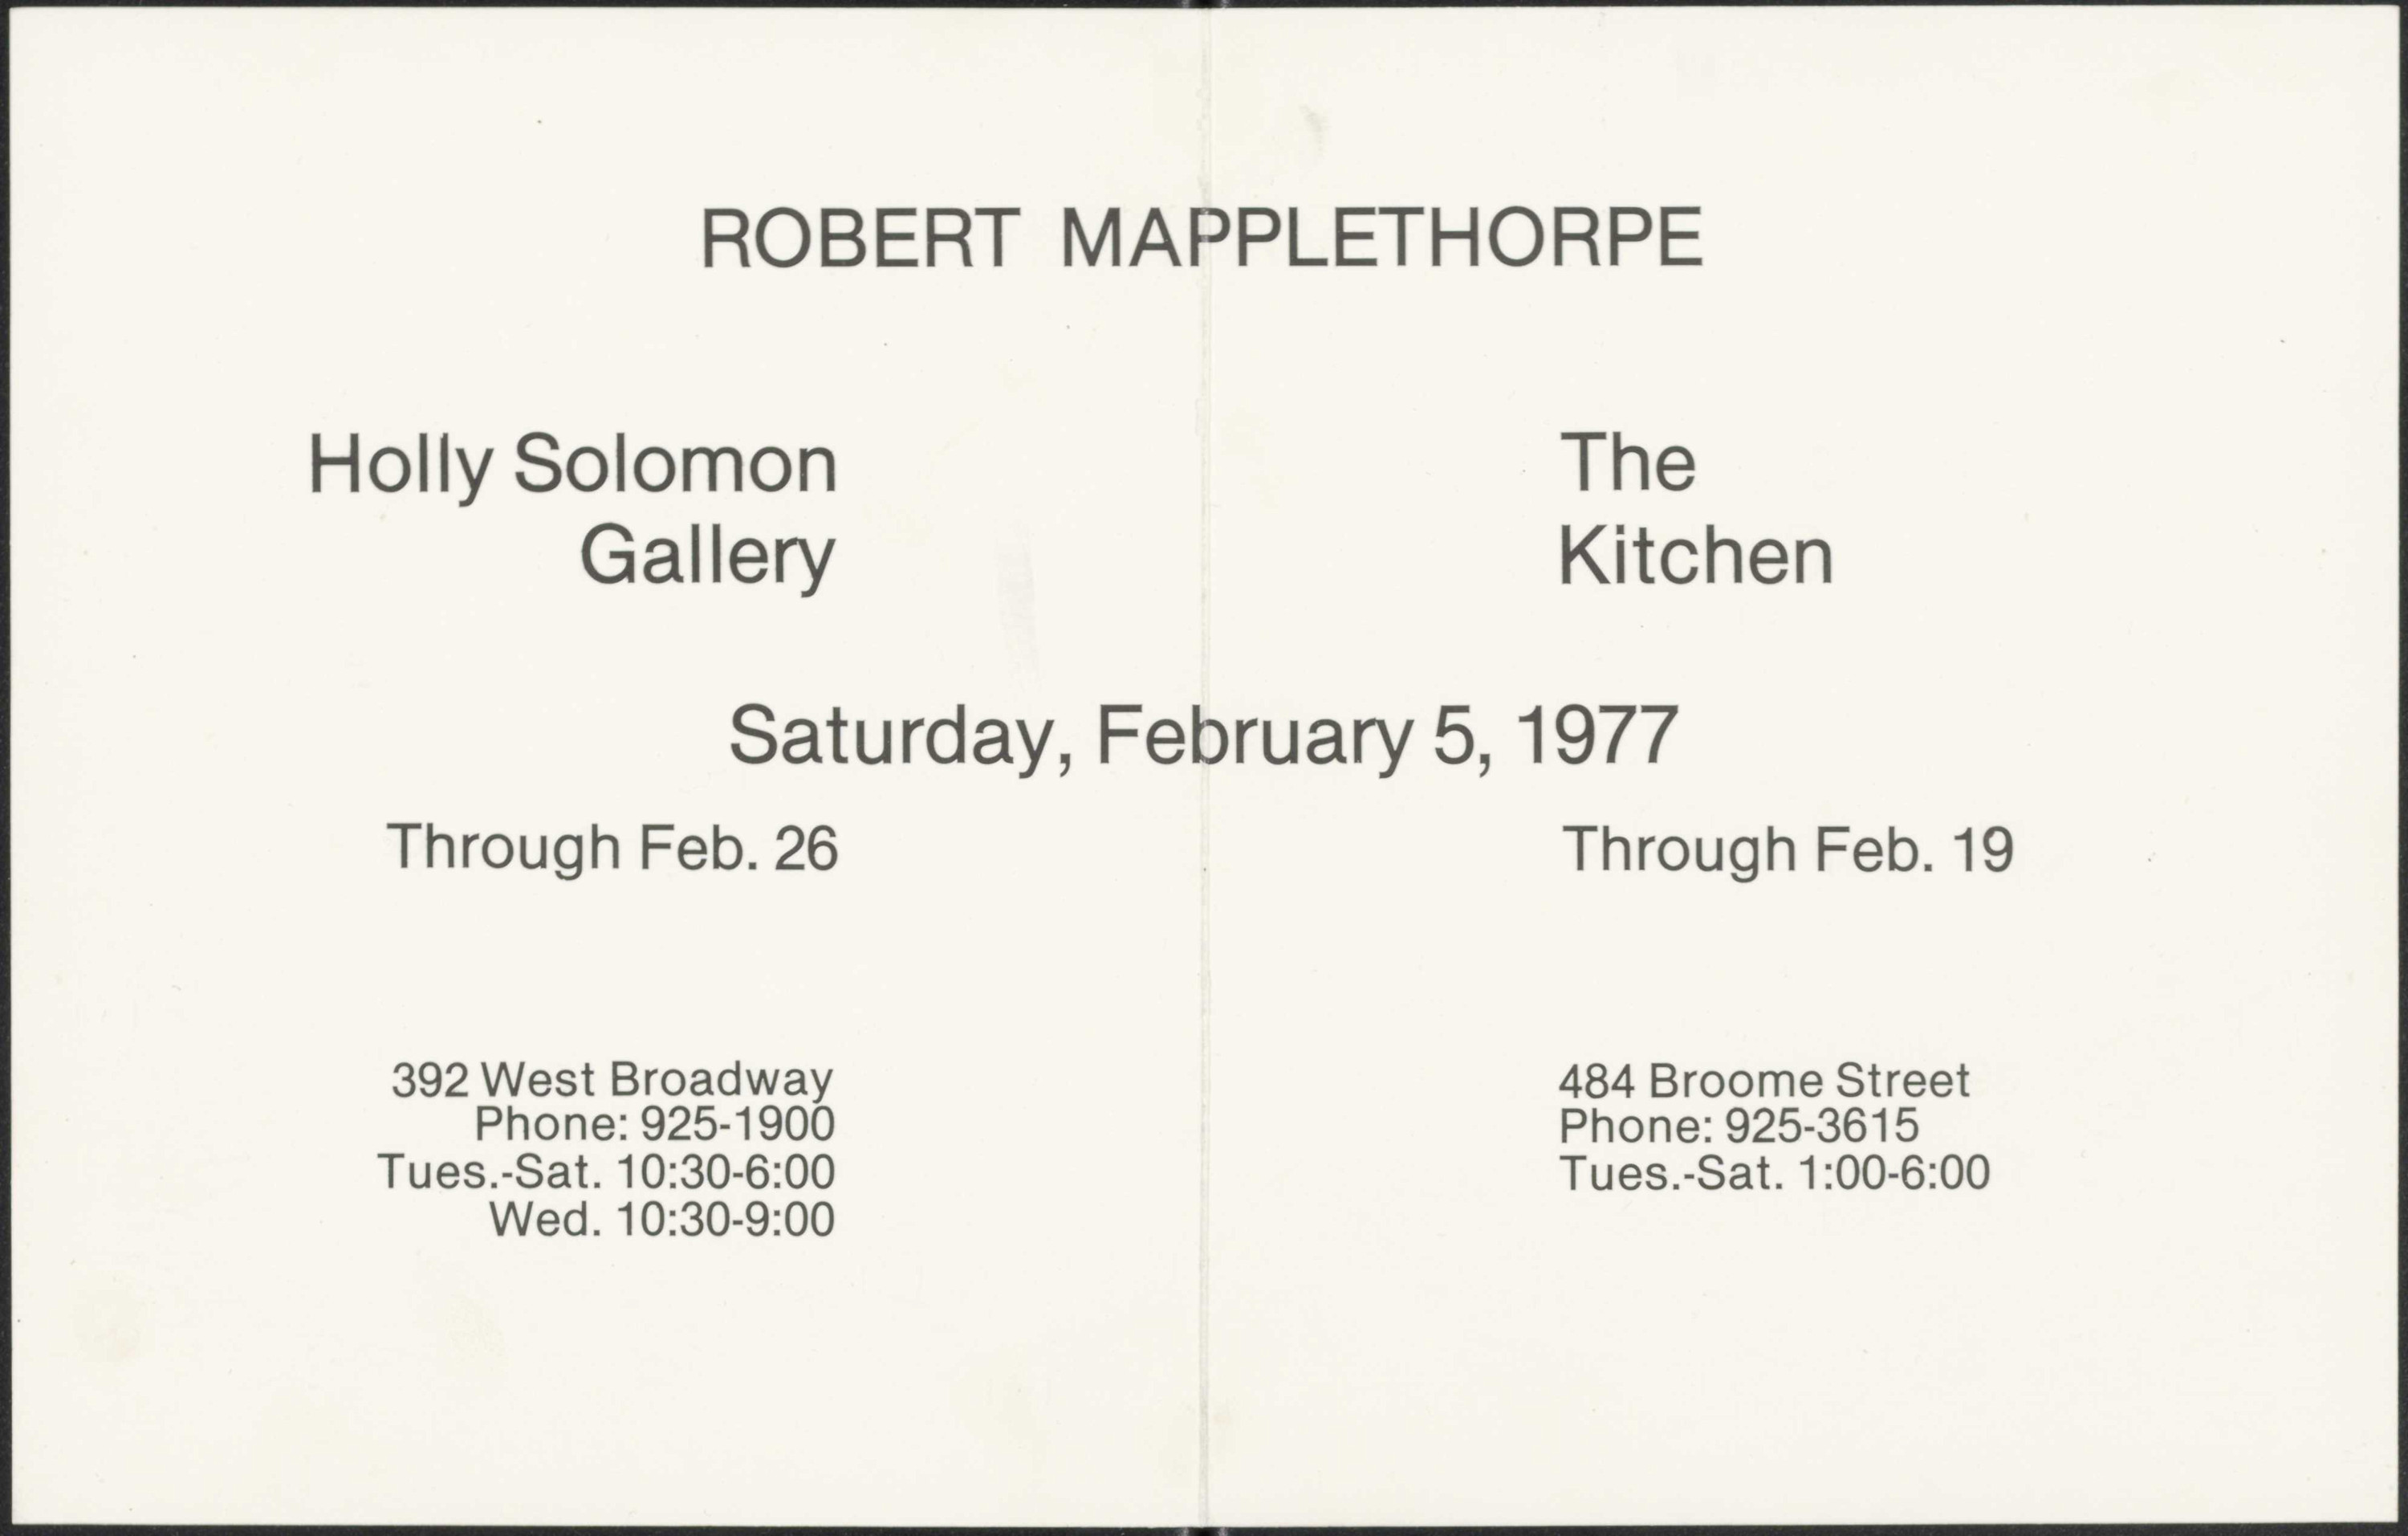 ROBERT MAPPLETHORPE
Holly Solomon
Gallery
The
Kitchen
Saturday, February 5, 1977
Through Feb. 26
Through Feb. 19
392 West Broadway
Phone: 925-1900
Tues.-Sat. 10:30-6:00
Wed. 10:30-9:00
484 Broome Street
Phone: 925-3615
Tues.-Sat. 1:00-6:00